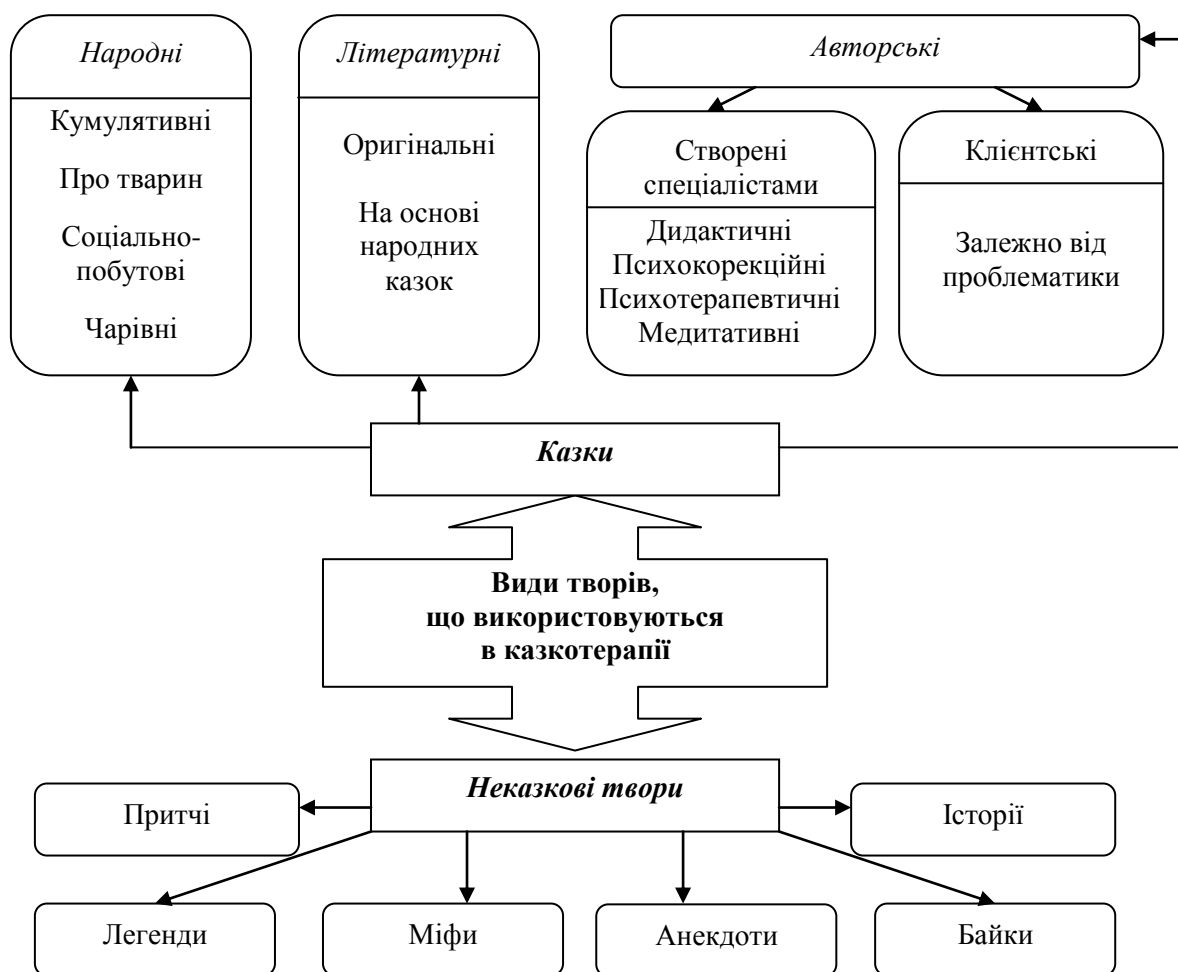 Народні
Кумулятивні
Про тварин
Соціально-
побутові
Чарівні
Літературні
Оригінальні
На основі
народних
казок
Авторські
Створені
спеціалістами
Дидактичні
Психокорекційні
Психотерапевтичні
Медитативні
Клієнтські
Залежно від
проблематики
Казки
Види творів,
що використовуються
в казкотерапії
Неказкові твори
Притчі
Історії
Легенди
Міфи
Анекдоти
Байки